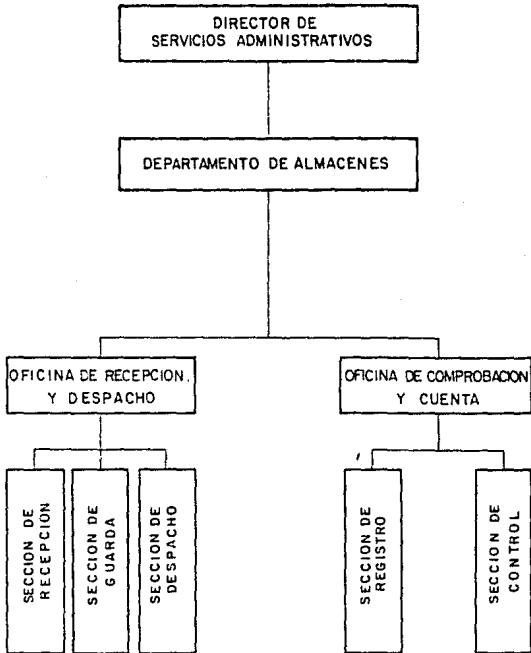 DIRECTOR DE
SERVICIOS ADMINISTRATIVOS
DEPARTAMENTO DE ALMACENES
OFICINA DE RECEPCION.
Y DESPACHO
OFICINA DE COMPROBACION
Y CUENTA
SECCION DE
RECEPCION
SECCION DE
GUARDA
SECCION DE
DESPACHO
SECCION DE
REGISTRO
SECCION DE
CONTROL